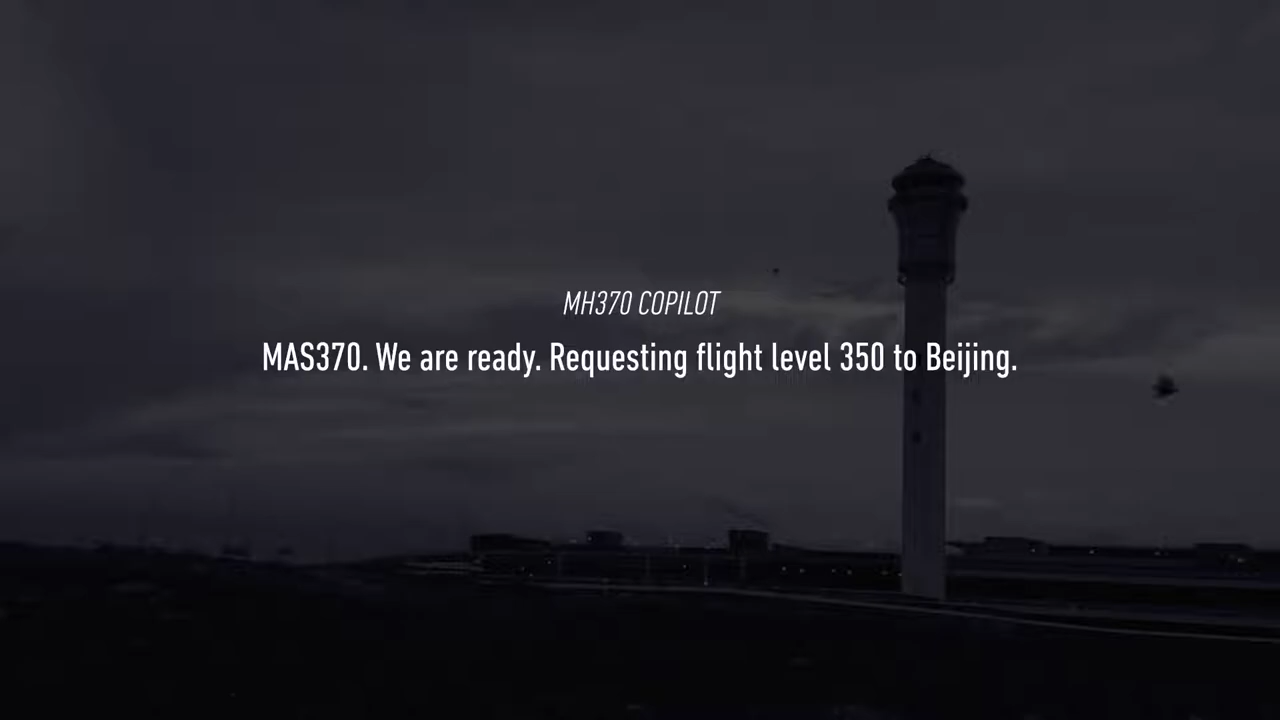 MH370 COPILOT
MAS370. We are ready. Requesting flight level 350 to Beijing.